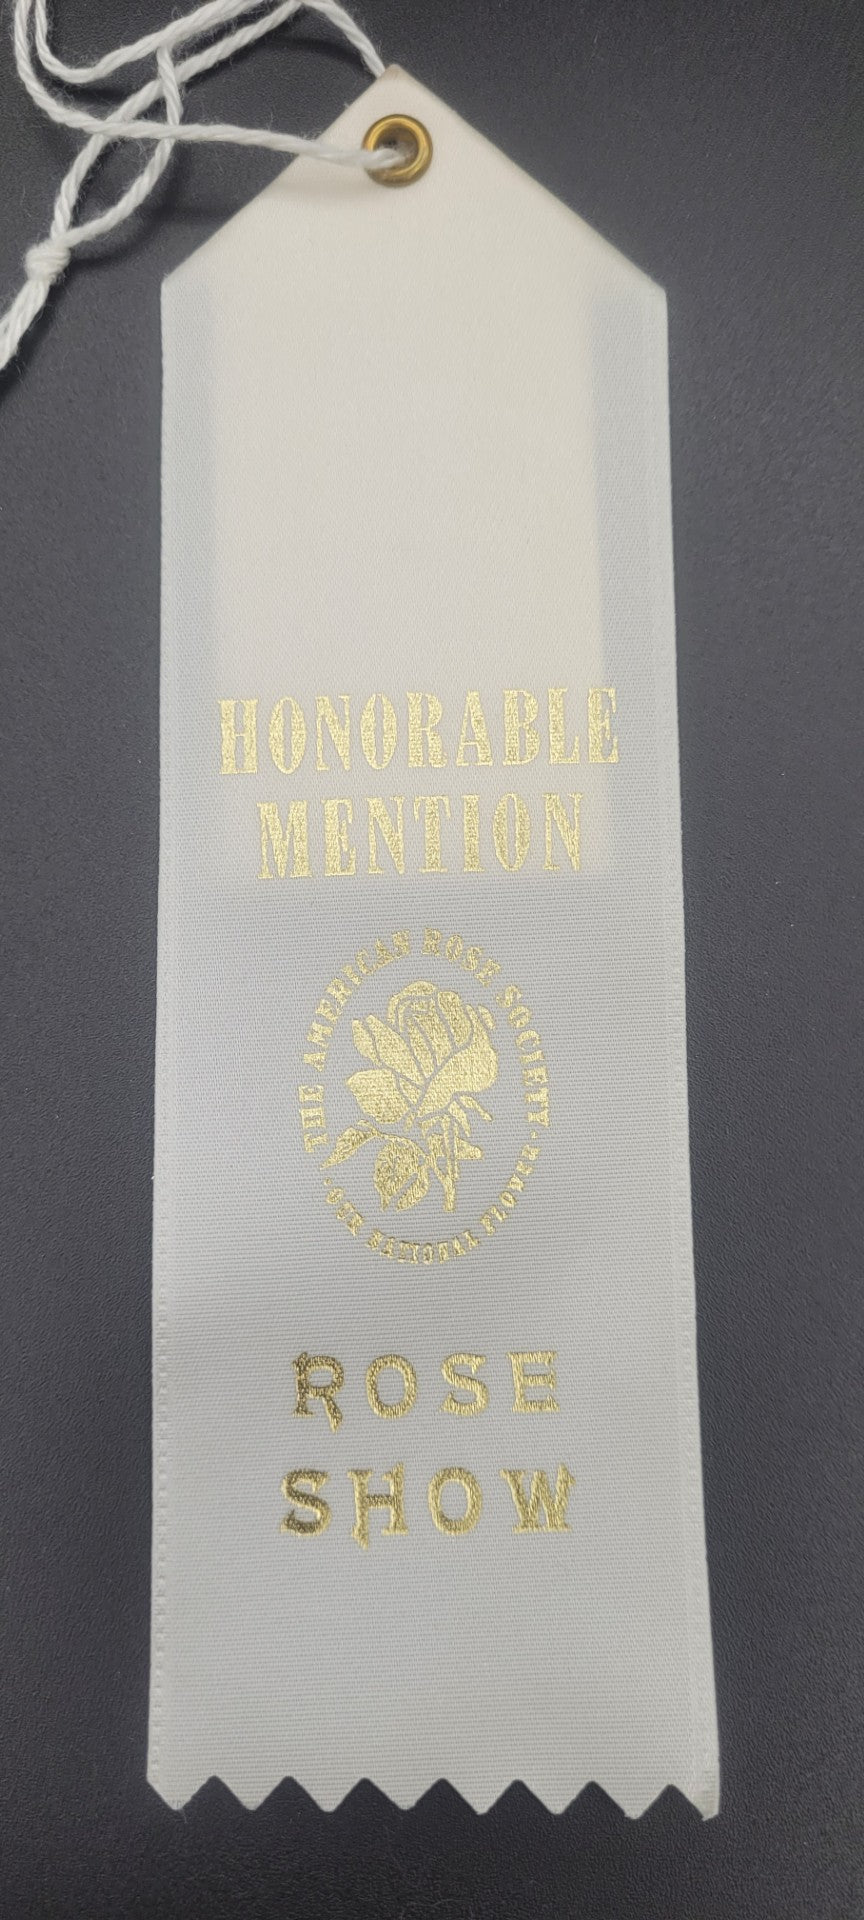 HONORABLE
MENTION
THE AMERICAN ROSE SOCIETY
· OUR NATIONAL FLOWER ·
ROSE
SHOW